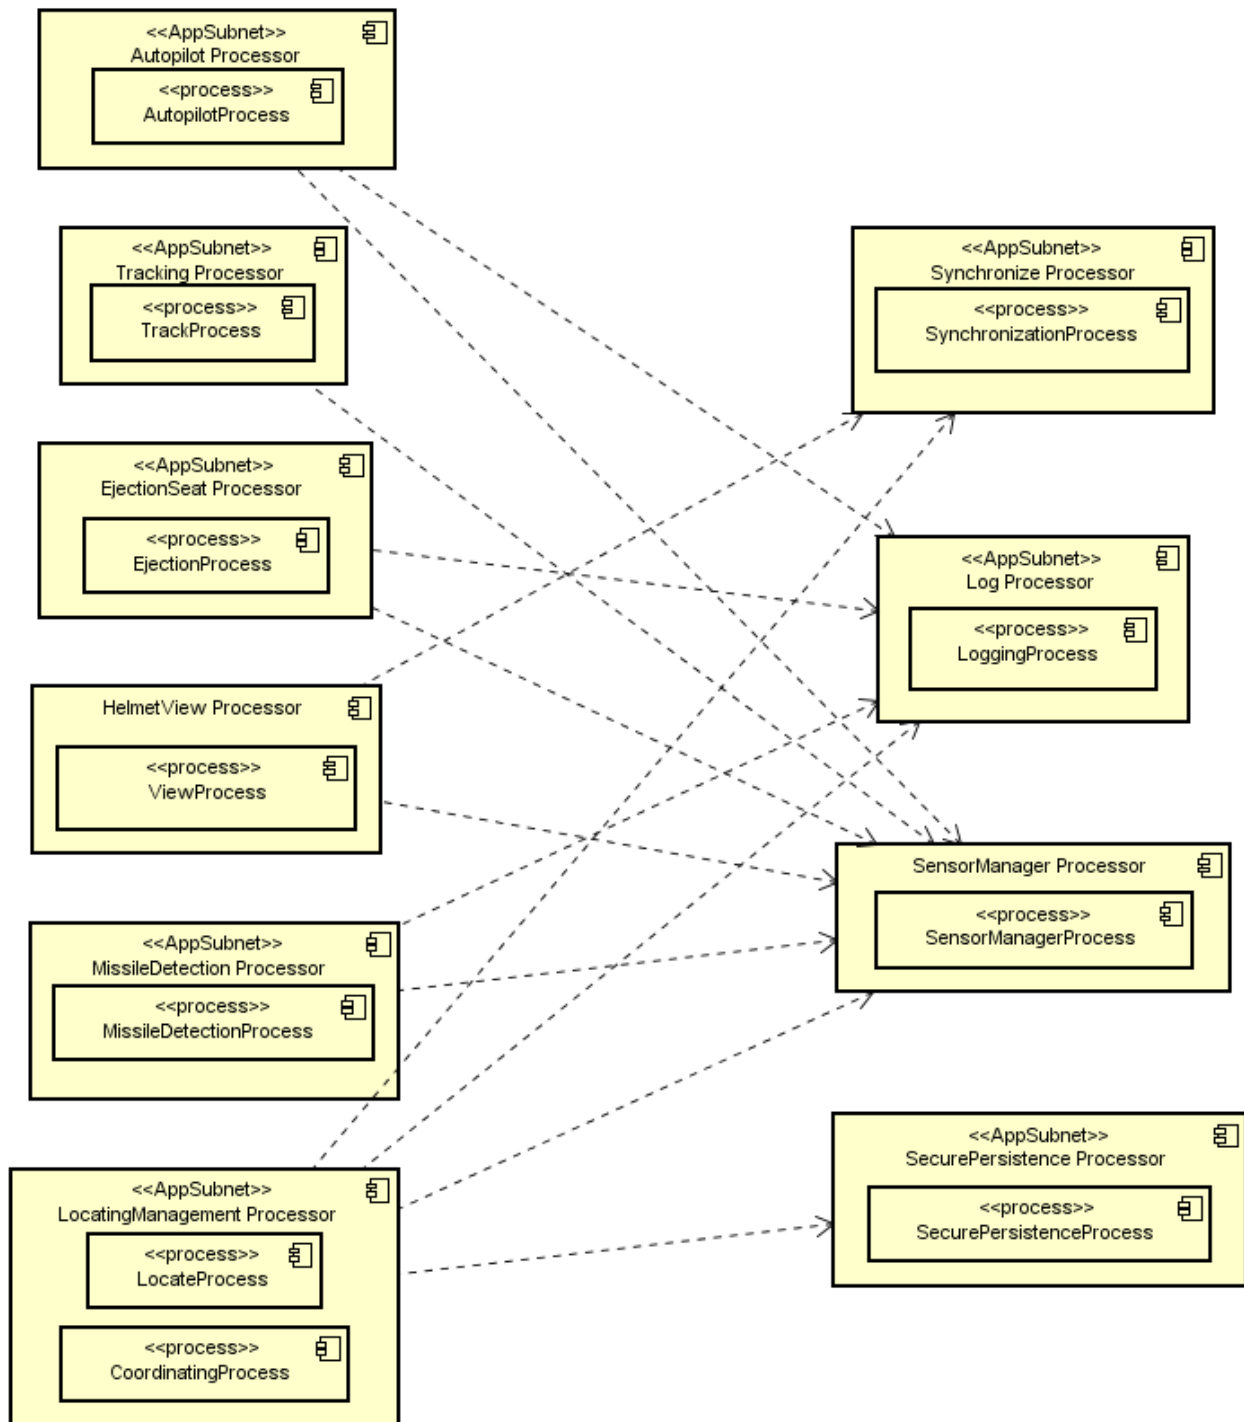 <<AppSubnet>>
Autopilot Processor
<<process>>
AutopilotProcess
<<AppSubnet>>
Tracking Processor
<<process>>
TrackProcess
<<AppSubnet>>
EjectionSeat Processor
<<process>>
EjectionProcess
HelmetView Processor
<<process>>
ViewProcess
<<AppSubnet>>
MissileDetection Processor
<<process>>
MissileDetectionProcess
<<AppSubnet>>
LocatingManagement Processor
<<process>>
LocateProcess
<<process>>
CoordinatingProcess
<<AppSubnet>>
Synchronize Processor
<<process>>
SynchronizationProcess
<<AppSubnet>>
Log Processor
<<process>>
LoggingProcess
SensorManager Processor
<<process>>
SensorManagerProcess
<<AppSubnet>>
SecurePersistence Processor
<<process>>
SecurePersistenceProcess